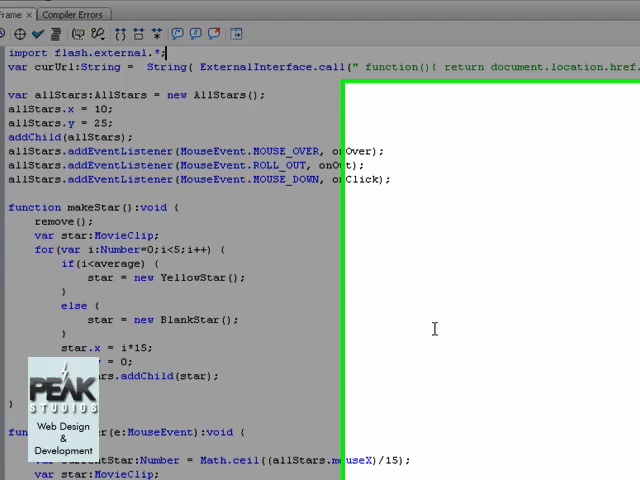 Frame × Compiler Errors
import flash.external.*;
var curUrl:String = String( ExternalInterface.call(" function(){ return document.location.href.
var allStars:AllStars = new AllStars();
allStars.x = 10;
allStars.y = 25;
addChild(allStars);
allStars.addEventListener(MouseEvent.MOUSE_OVER, onOver);
allStars.addEventListener(MouseEvent.ROLL_OUT, onOut);
allStars.addEventListener(MouseEvent.MOUSE_DOWN, onClick);
function makeStar():void {
remove();
var star:MovieClip;
for(var i:Number=0;i<5;i++) {
if(i<average) {
star = new YellowStar();
}
else {
star = new BlankStar();
}
star.x = i*15;
= 0;
.addChild(star);
}
(e:MouseEvent):void {
var currentStar:Number = Math.ceil((allStars.mouseX)/15);
var star:MovieClip;
PEAK
STUDIOS
Web Design
&
Development